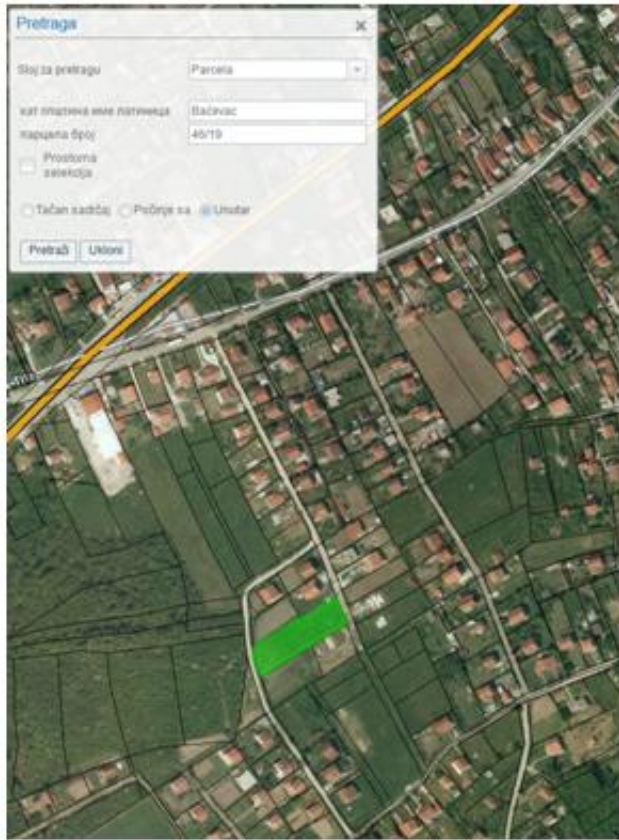 Pretraga
Sloj za pretragu Parcela
кат општина име латиница Baćevac
парцела број 46/19
Prostorna
selekcija
Tačan sadržaj Počinje sa Unutar
Pretraži Ukloni